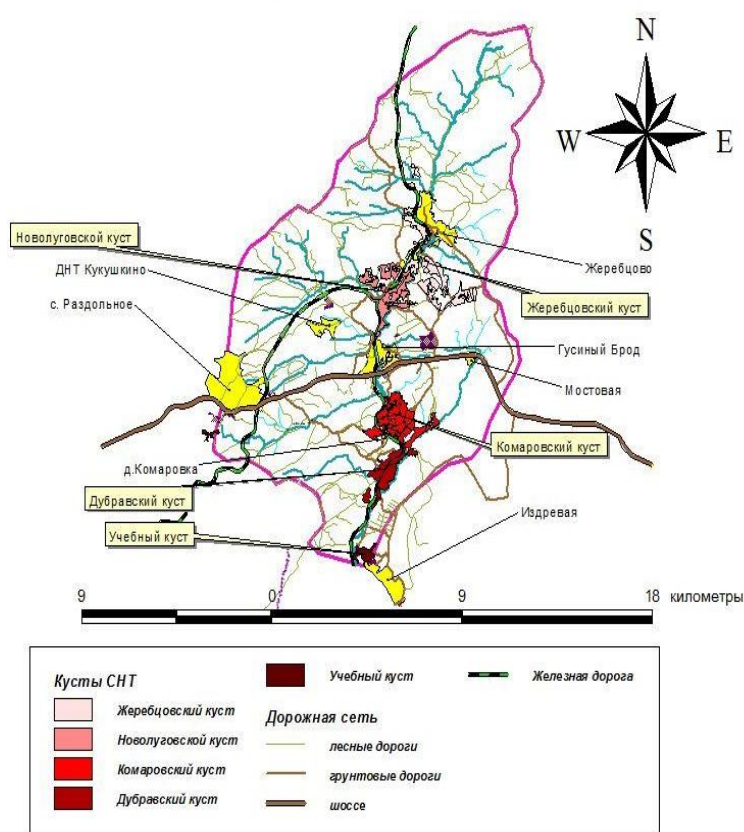 N
W E
S
Новолуговской куст
ДНТ Кукушкино
с. Раздольное
Жеребцово
Жеребцовский куст
Гусиный Брод
Мостовая
Комаровский куст
д.Комаровка
Дубравский куст
Издревая
Учебный куст
9 0 9 18 километры
Кусты СНТ
Жеребцовский куст
Новолуговской куст
Комаровский куст
Дубравский куст
Учебный куст
Дорожная сеть
лесные дороги
грунтовые дороги
шоссе
Железная дорога